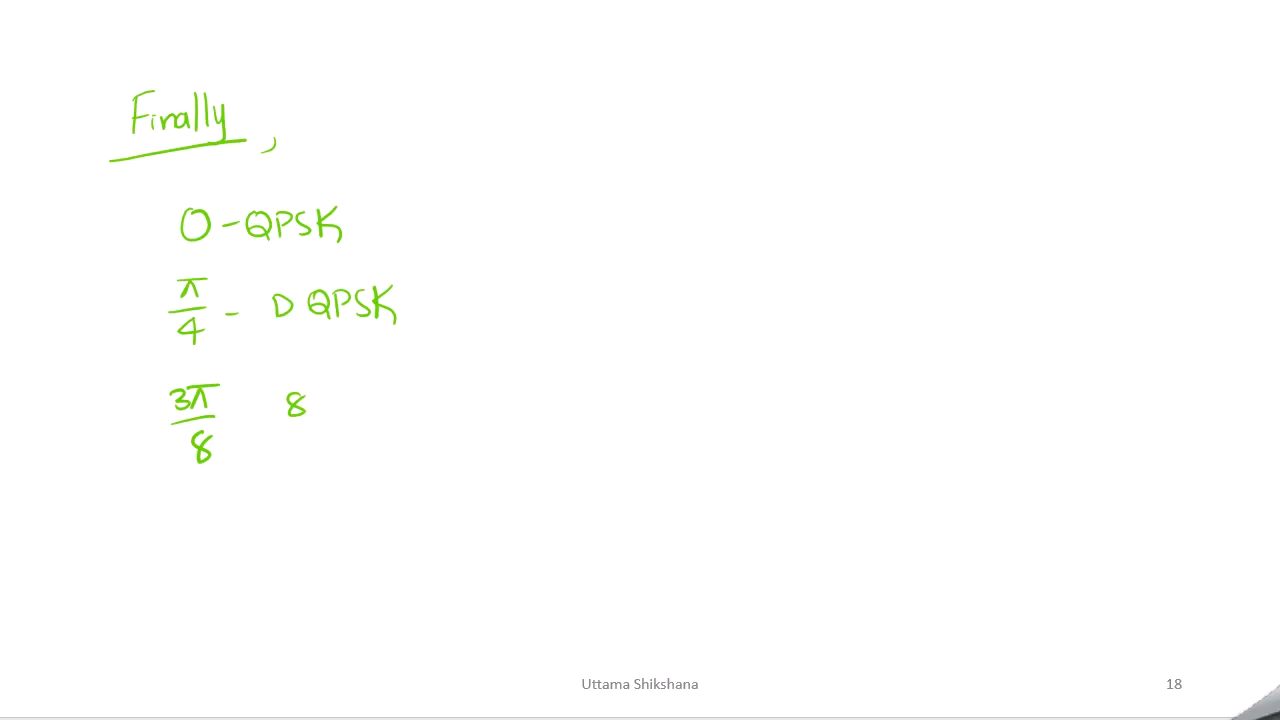 Finally,
O - QPSK
π/4 - DQPSK
3π/8 8
Uttama Shikshana 18